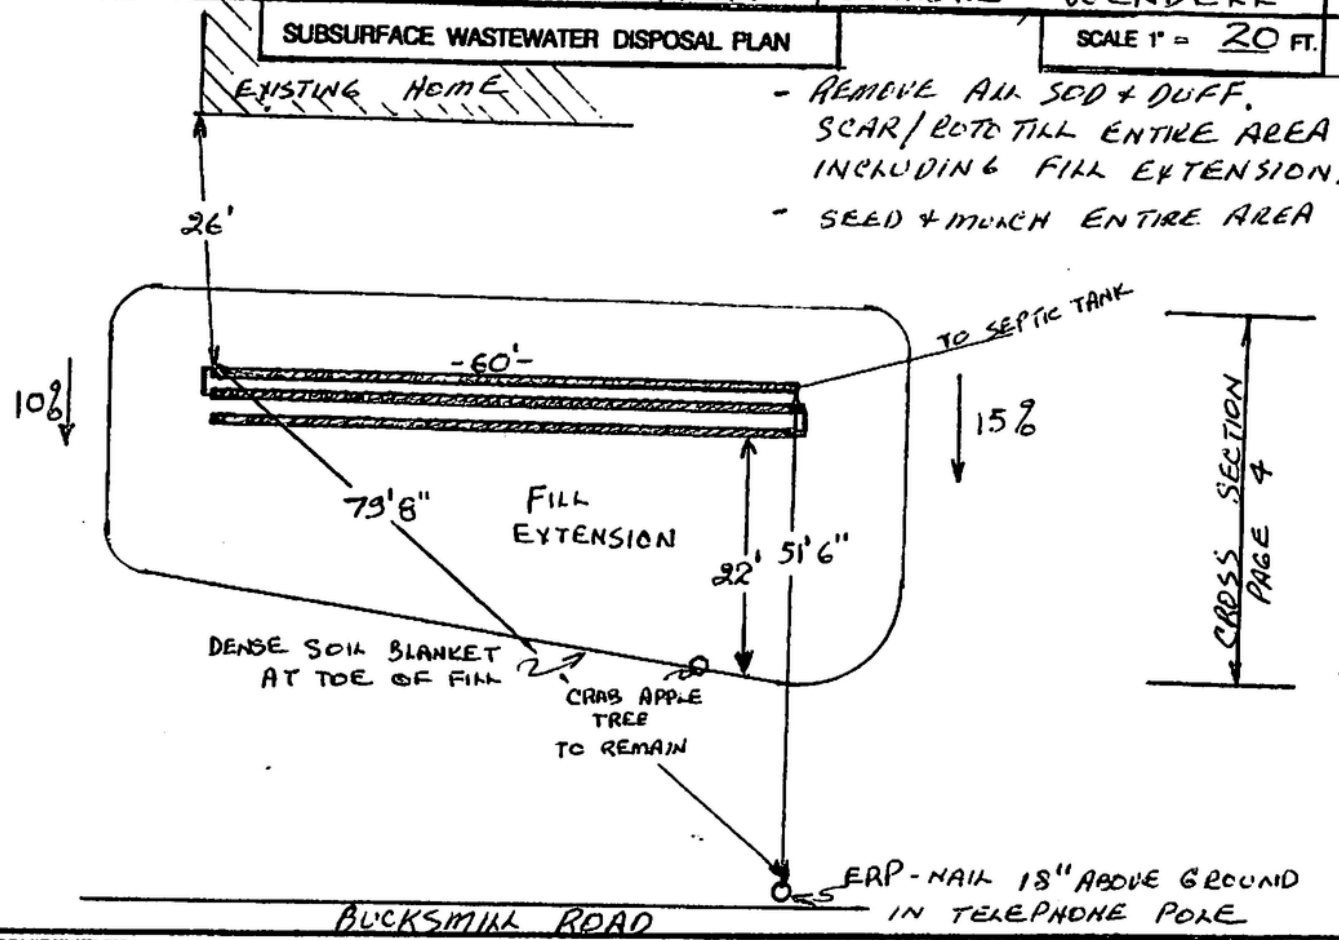 SUBSURFACE WASTEWATER DISPOSAL PLAN
SCALE 1" = 20 FT.
EXISTING HOME
- REMOVE ALL SOD & DUFF.
SCAR/ROTOTILL ENTIRE AREA
INCLUDING FILL EXTENSION.
- SEED & MULCH ENTIRE AREA
26'
TO SEPTIC TANK
-60'-
10%
15%
79'8"
FILL
EXTENSION
22'
51'6"
CROSS SECTION
PAGE 4
DENSE SOIL BLANKET
AT TOE OF FILL
CRAB APPLE
TREE
TO REMAIN
ERP-NAIL 18" ABOVE GROUND
IN TELEPHONE POLE
BUCKSMILL ROAD